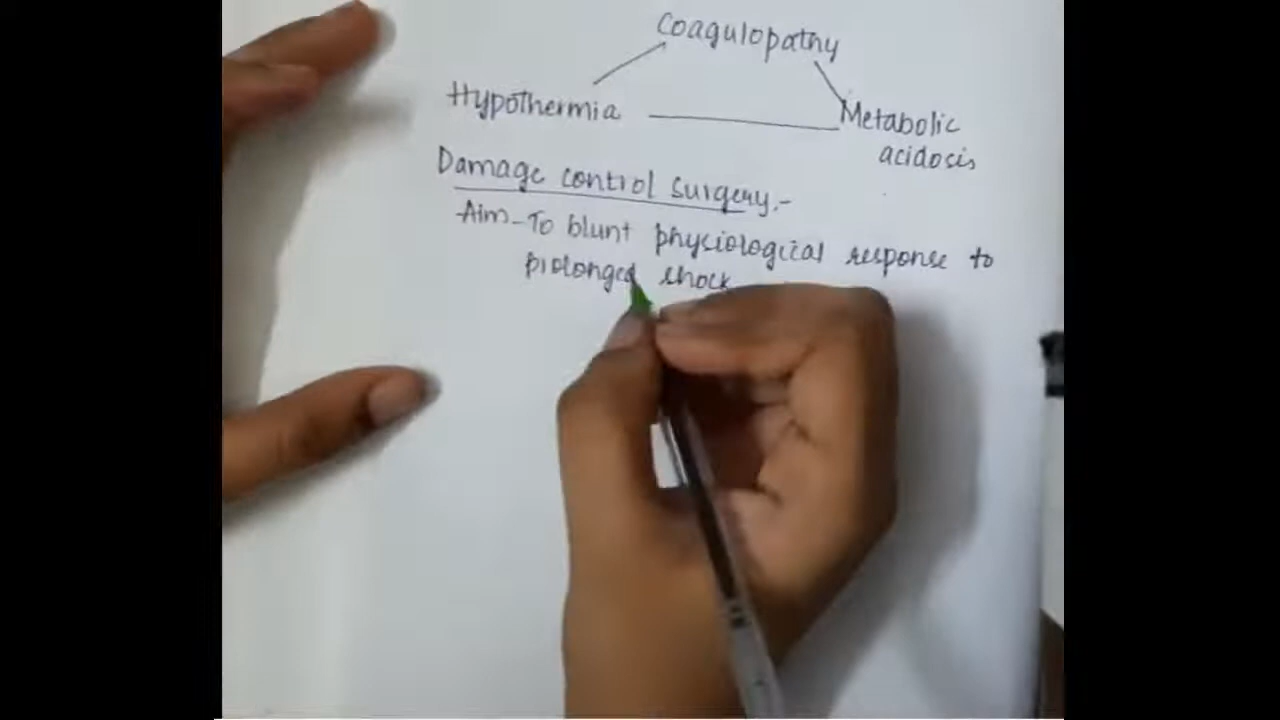 Coagulopathy
Hypothermia
Metabolic
acidosis
Damage control surgery.-
-Aim-To blunt physiological response to
prolonged shock